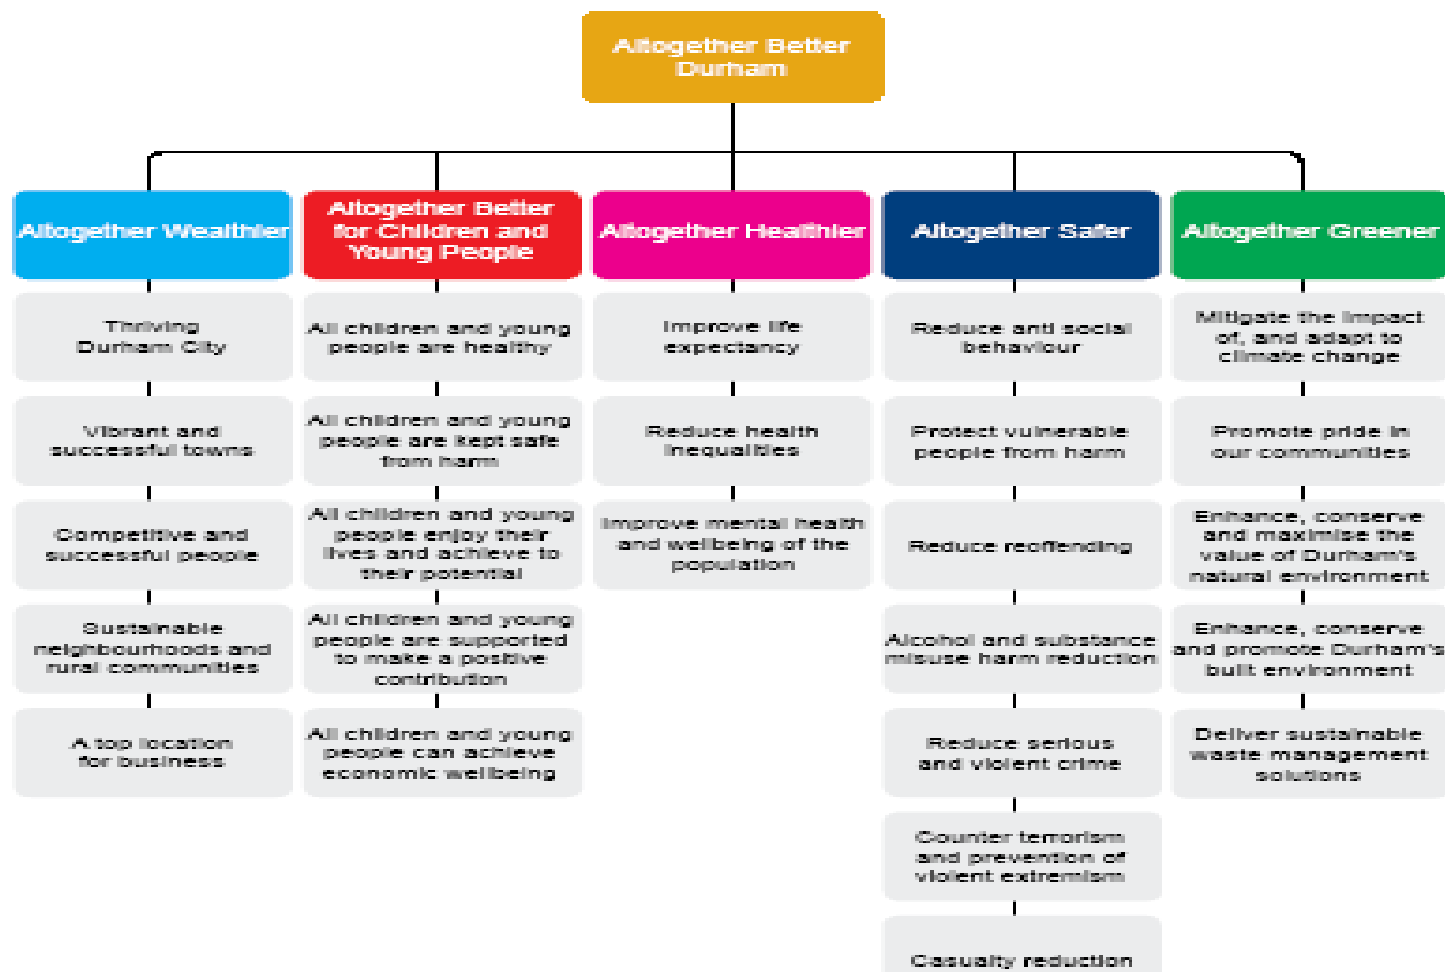 Altogether Better
Durham
Altogether Wealthier
Altogether Better
for Children and
Young People
Altogether Healthier
Altogether Safer
Altogether Greener
Thriving
Durham City
Vibrant and
successful towns
Competitive and
successful people
Sustainable
neighbourhoods and
rural communities
A top location
for business
All children and young
people are healthy
All children and young
people are kept safe
from harm
All children and young
people enjoy their
lives and achieve to
their potential
All children and young
people are supported
to make a positive
contribution
All children and young
people can achieve
economic wellbeing
Improve life
expectancy
Reduce health
inequalities
Improve mental health
and wellbeing of the
population
Reduce anti social
behaviour
Protect vulnerable
people from harm
Reduce reoffending
Alcohol and substance
misuse harm reduction
Reduce serious
and violent crime
Counter terrorism
and prevention of
violent extremism
Casualty reduction
Mitigate the impact
of, and adapt to
climate change
Promote pride in
our communities
Enhance, conserve
and maximise the
value of Durham's
natural environment
Enhance, conserve
and promote Durham's
built environment
Deliver sustainable
waste management
solutions